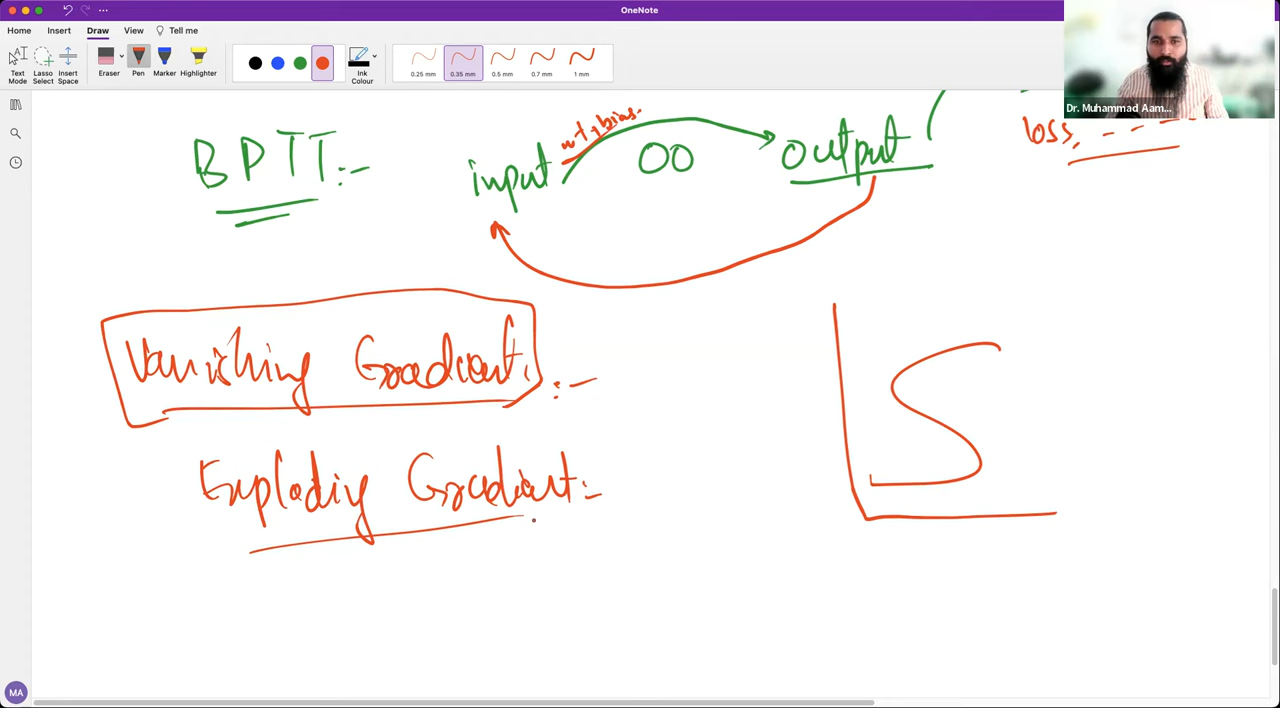 OneNote
Home Insert Draw View Tell me
Text Mode Lasso Select Insert Space Eraser Pen Marker Highlighter Ink Colour 0.25 mm 0.35 mm 0.5 mm 0.7 mm 1 mm
Dr. Muhammad Aam...
BPTT:- input wt, bias. OO output loss, - - -
Vanishing Gradient. :-
Exploding Gradient:-
S
MA